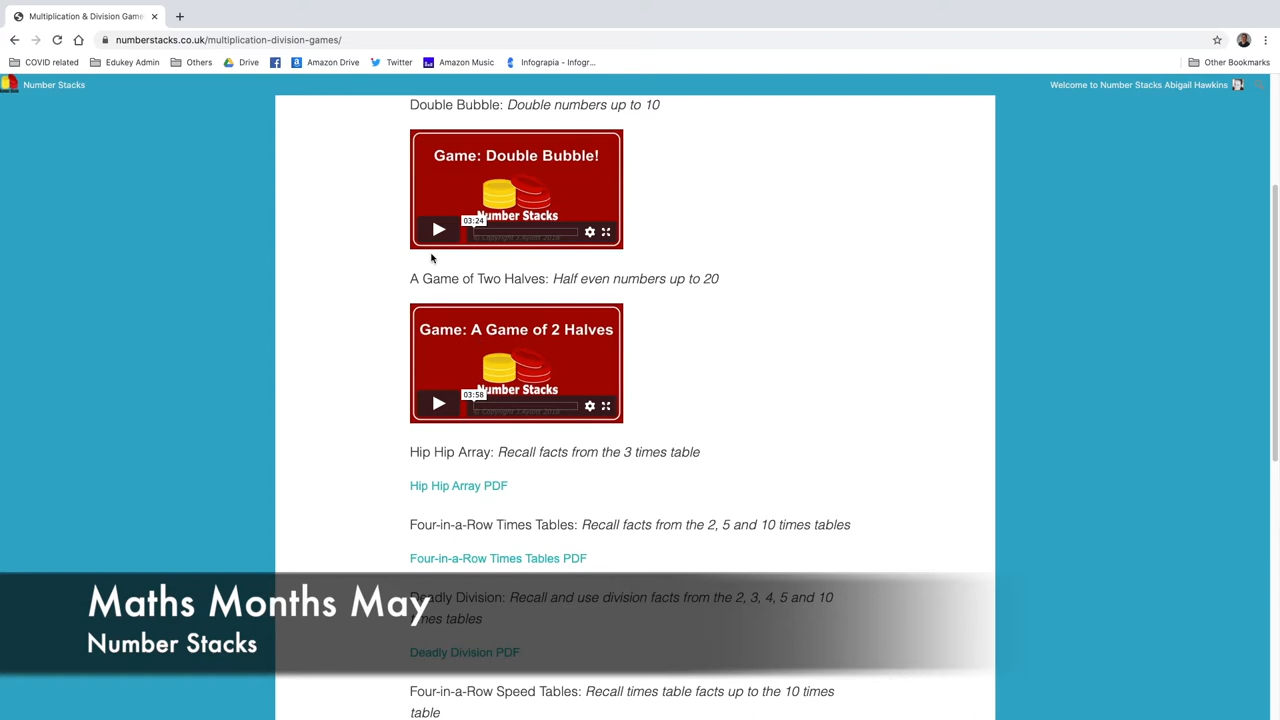 Multiplication & Division Game
numberstacks.co.uk/multiplication-division-games/
COVID related
Edukey Admin
Others
Drive
Amazon Drive
Twitter
Amazon Music
Infograpia - Infogr...
Other Bookmarks
Number Stacks
Welcome to Number Stacks Abigail Hawkins
Double Bubble: Double numbers up to 10
Game: Double Bubble!
03:24
Number Stacks
© Copyright J.Aylott 2016
A Game of Two Halves: Half even numbers up to 20
Game: A Game of 2 Halves
03:58
Number Stacks
© Copyright J.Aylott 2016
Hip Hip Array: Recall facts from the 3 times table
Hip Hip Array PDF
Four-in-a-Row Times Tables: Recall facts from the 2, 5 and 10 times tables
Four-in-a-Row Times Tables PDF
Deadly Division: Recall and use division facts from the 2, 3, 4, 5 and 10
times tables
Deadly Division PDF
Maths Months May
Number Stacks
Four-in-a-Row Speed Tables: Recall times table facts up to the 10 times
table